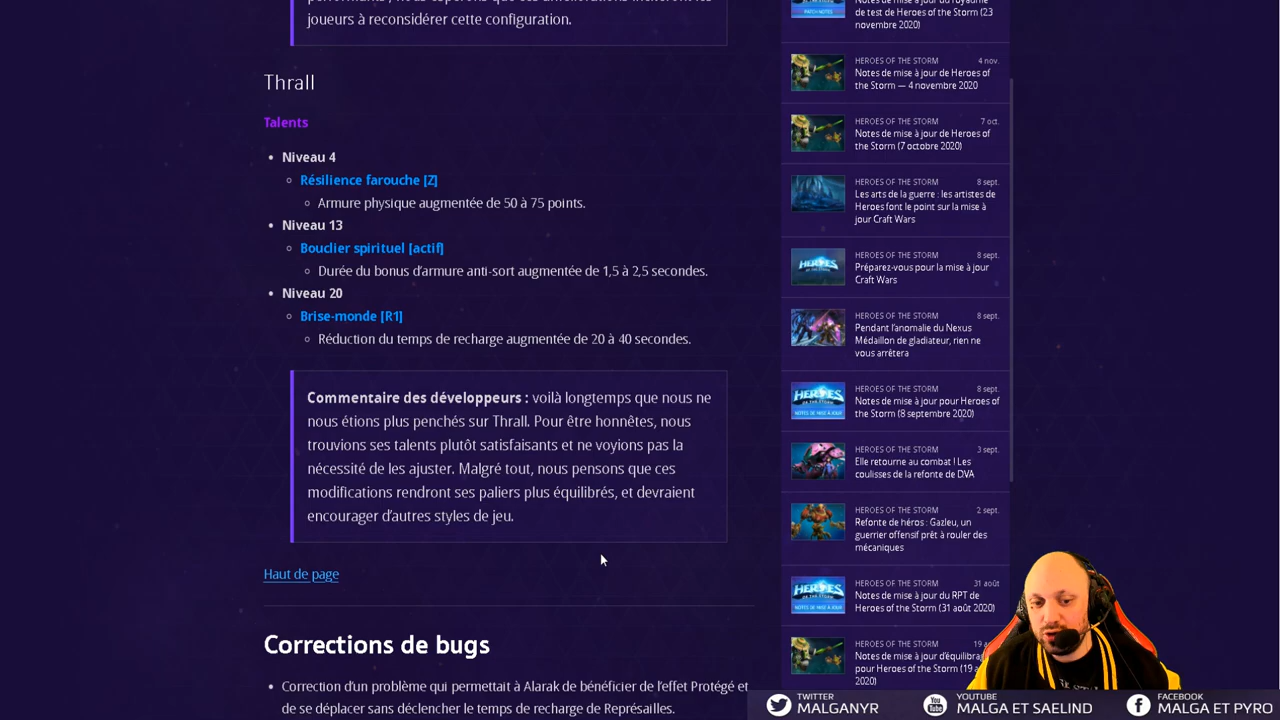 joueurs à reconsidérer cette configuration.
Thrall
Talents
• Niveau 4
Résilience farouche [Z]
Armure physique augmentée de 50 à 75 points.
• Niveau 13
Bouclier spirituel [actif]
Durée du bonus d'armure anti-sort augmentée de 1,5 à 2,5 secondes.
• Niveau 20
Brise-monde [R1]
Réduction du temps de recharge augmentée de 20 à 40 secondes.
Commentaire des développeurs : voilà longtemps que nous ne
nous étions plus penchés sur Thrall. Pour être honnêtes, nous
trouvions ses talents plutôt satisfaisants et ne voyions pas la
nécessité de les ajuster. Malgré tout, nous pensons que ces
modifications rendront ses paliers plus équilibrés, et devraient
encourager d'autres styles de jeu.
Haut de page
Corrections de bugs
• Correction d'un problème qui permettait à Alarak de bénéficier de l'effet Protégé et
de se déplacer sans déclencher le temps de recharge de Représailles.
PATCH NOTES
de test de Heroes of the Storm (23
novembre 2020)
HEROES OF THE STORM 4 nov.
Notes de mise à jour de Heroes of
the Storm — 4 novembre 2020
HEROES OF THE STORM 7 oct.
Notes de mise à jour de Heroes of
the Storm (7 octobre 2020)
HEROES OF THE STORM 8 sept.
Les arts de la guerre : les artistes de
Heroes font le point sur la mise à
jour Craft Wars
HEROES
HEROES OF THE STORM 8 sept.
Préparez-vous pour la mise à jour
Craft Wars
HEROES OF THE STORM 8 sept.
Pendant l'anomalie du Nexus
Médaillon de gladiateur, rien ne
vous arrêtera
HEROES
NOTES DE MISE À JOUR
HEROES OF THE STORM 8 sept.
Notes de mise à jour pour Heroes of
the Storm (8 septembre 2020)
HEROES OF THE STORM 3 sept.
Elle retourne au combat ! Les
coulisses de la refonte de D.VA
HEROES OF THE STORM 2 sept.
Refonte de héros : Gazleu, un
guerrier offensif prêt à rouler des
mécaniques
HEROES
NOTES DE MISE À JOUR
HEROES OF THE STORM 31 août
Notes de mise à jour du RPT de
Heroes of the Storm (31 août 2020)
HEROES OF THE STORM 19
Notes de mise à jour d'équilibrag
pour Heroes of the Storm (19
2020)
TWITTER
MALGANYR
YOUTUBE
MALGA ET SAELIND
FACEBOOK
MALGA ET PYRO